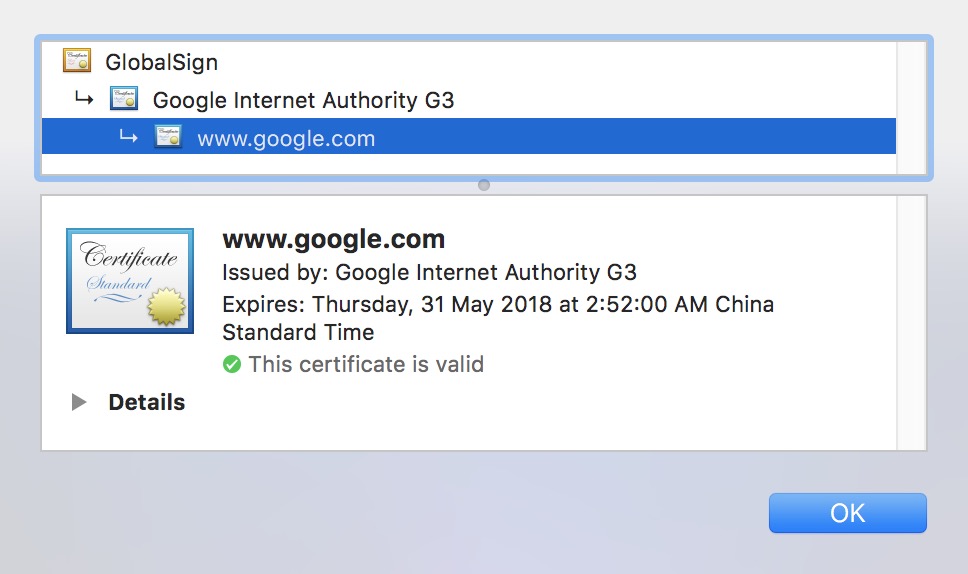 GlobalSign
Google Internet Authority G3
www.google.com
Certificate
Standard
www.google.com
Issued by: Google Internet Authority G3
Expires: Thursday, 31 May 2018 at 2:52:00 AM China
Standard Time
This certificate is valid
Details
OK